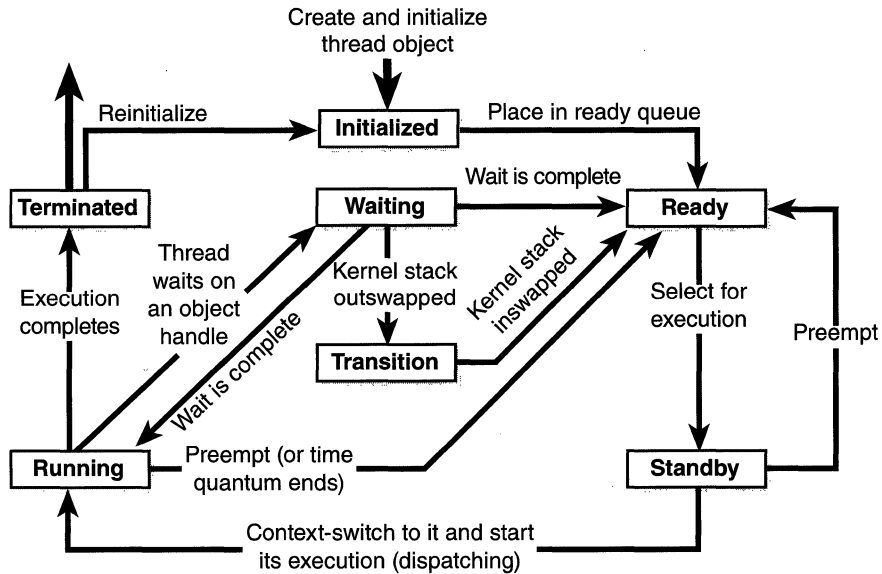 Create and initialize
thread object
Reinitialize
Initialized
Place in ready queue
Terminated
Waiting
Wait is complete
Ready
Thread
waits on
an object
handle
Kernel stack
outswapped
Kernel stack
inswapped
Select for
execution
Execution
completes
Preempt
Transition
Wait is complete
Running
Preempt (or time
quantum ends)
Standby
Context-switch to it and start
its execution (dispatching)